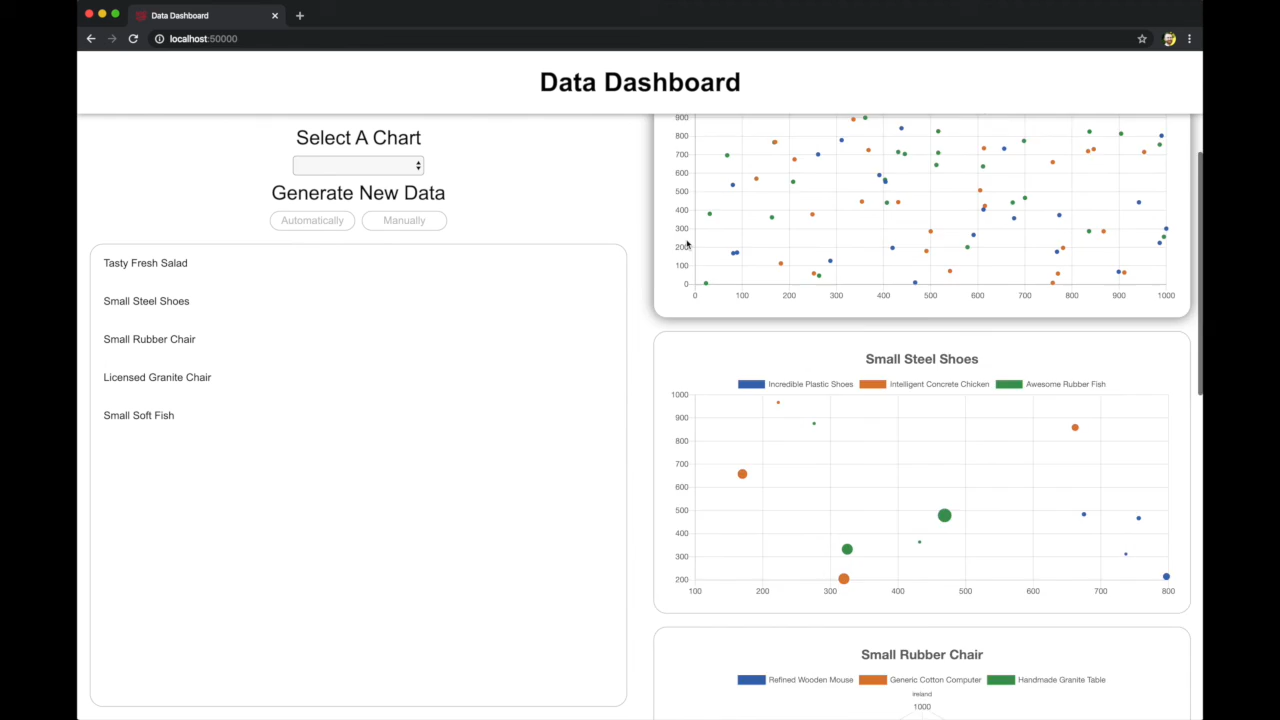 Data Dashboard
localhost:50000
Data Dashboard
Select A Chart
Generate New Data
Automatically Manually
Tasty Fresh Salad
Small Steel Shoes
Small Rubber Chair
Licensed Granite Chair
Small Soft Fish
900
800
700
600
500
400
300
200
100
0
0 100 200 300 400 500 600 700 800 900 1000
Small Steel Shoes
Incredible Plastic Shoes Intelligent Concrete Chicken Awesome Rubber Fish
1000
900
800
700
600
500
400
300
200
100 200 300 400 500 600 700 800
Small Rubber Chair
Refined Wooden Mouse Generic Cotton Computer Handmade Granite Table
Ireland
1000